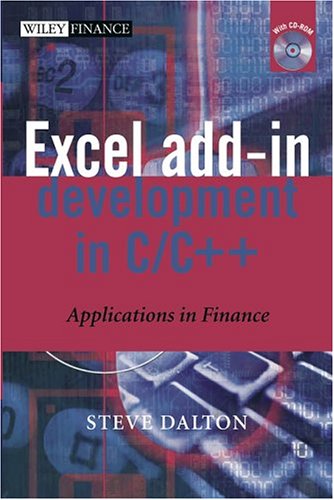 WILEY FINANCE
With CD-ROM
Excel add-in
development
in C/C++
Applications in Finance
STEVE DALTON